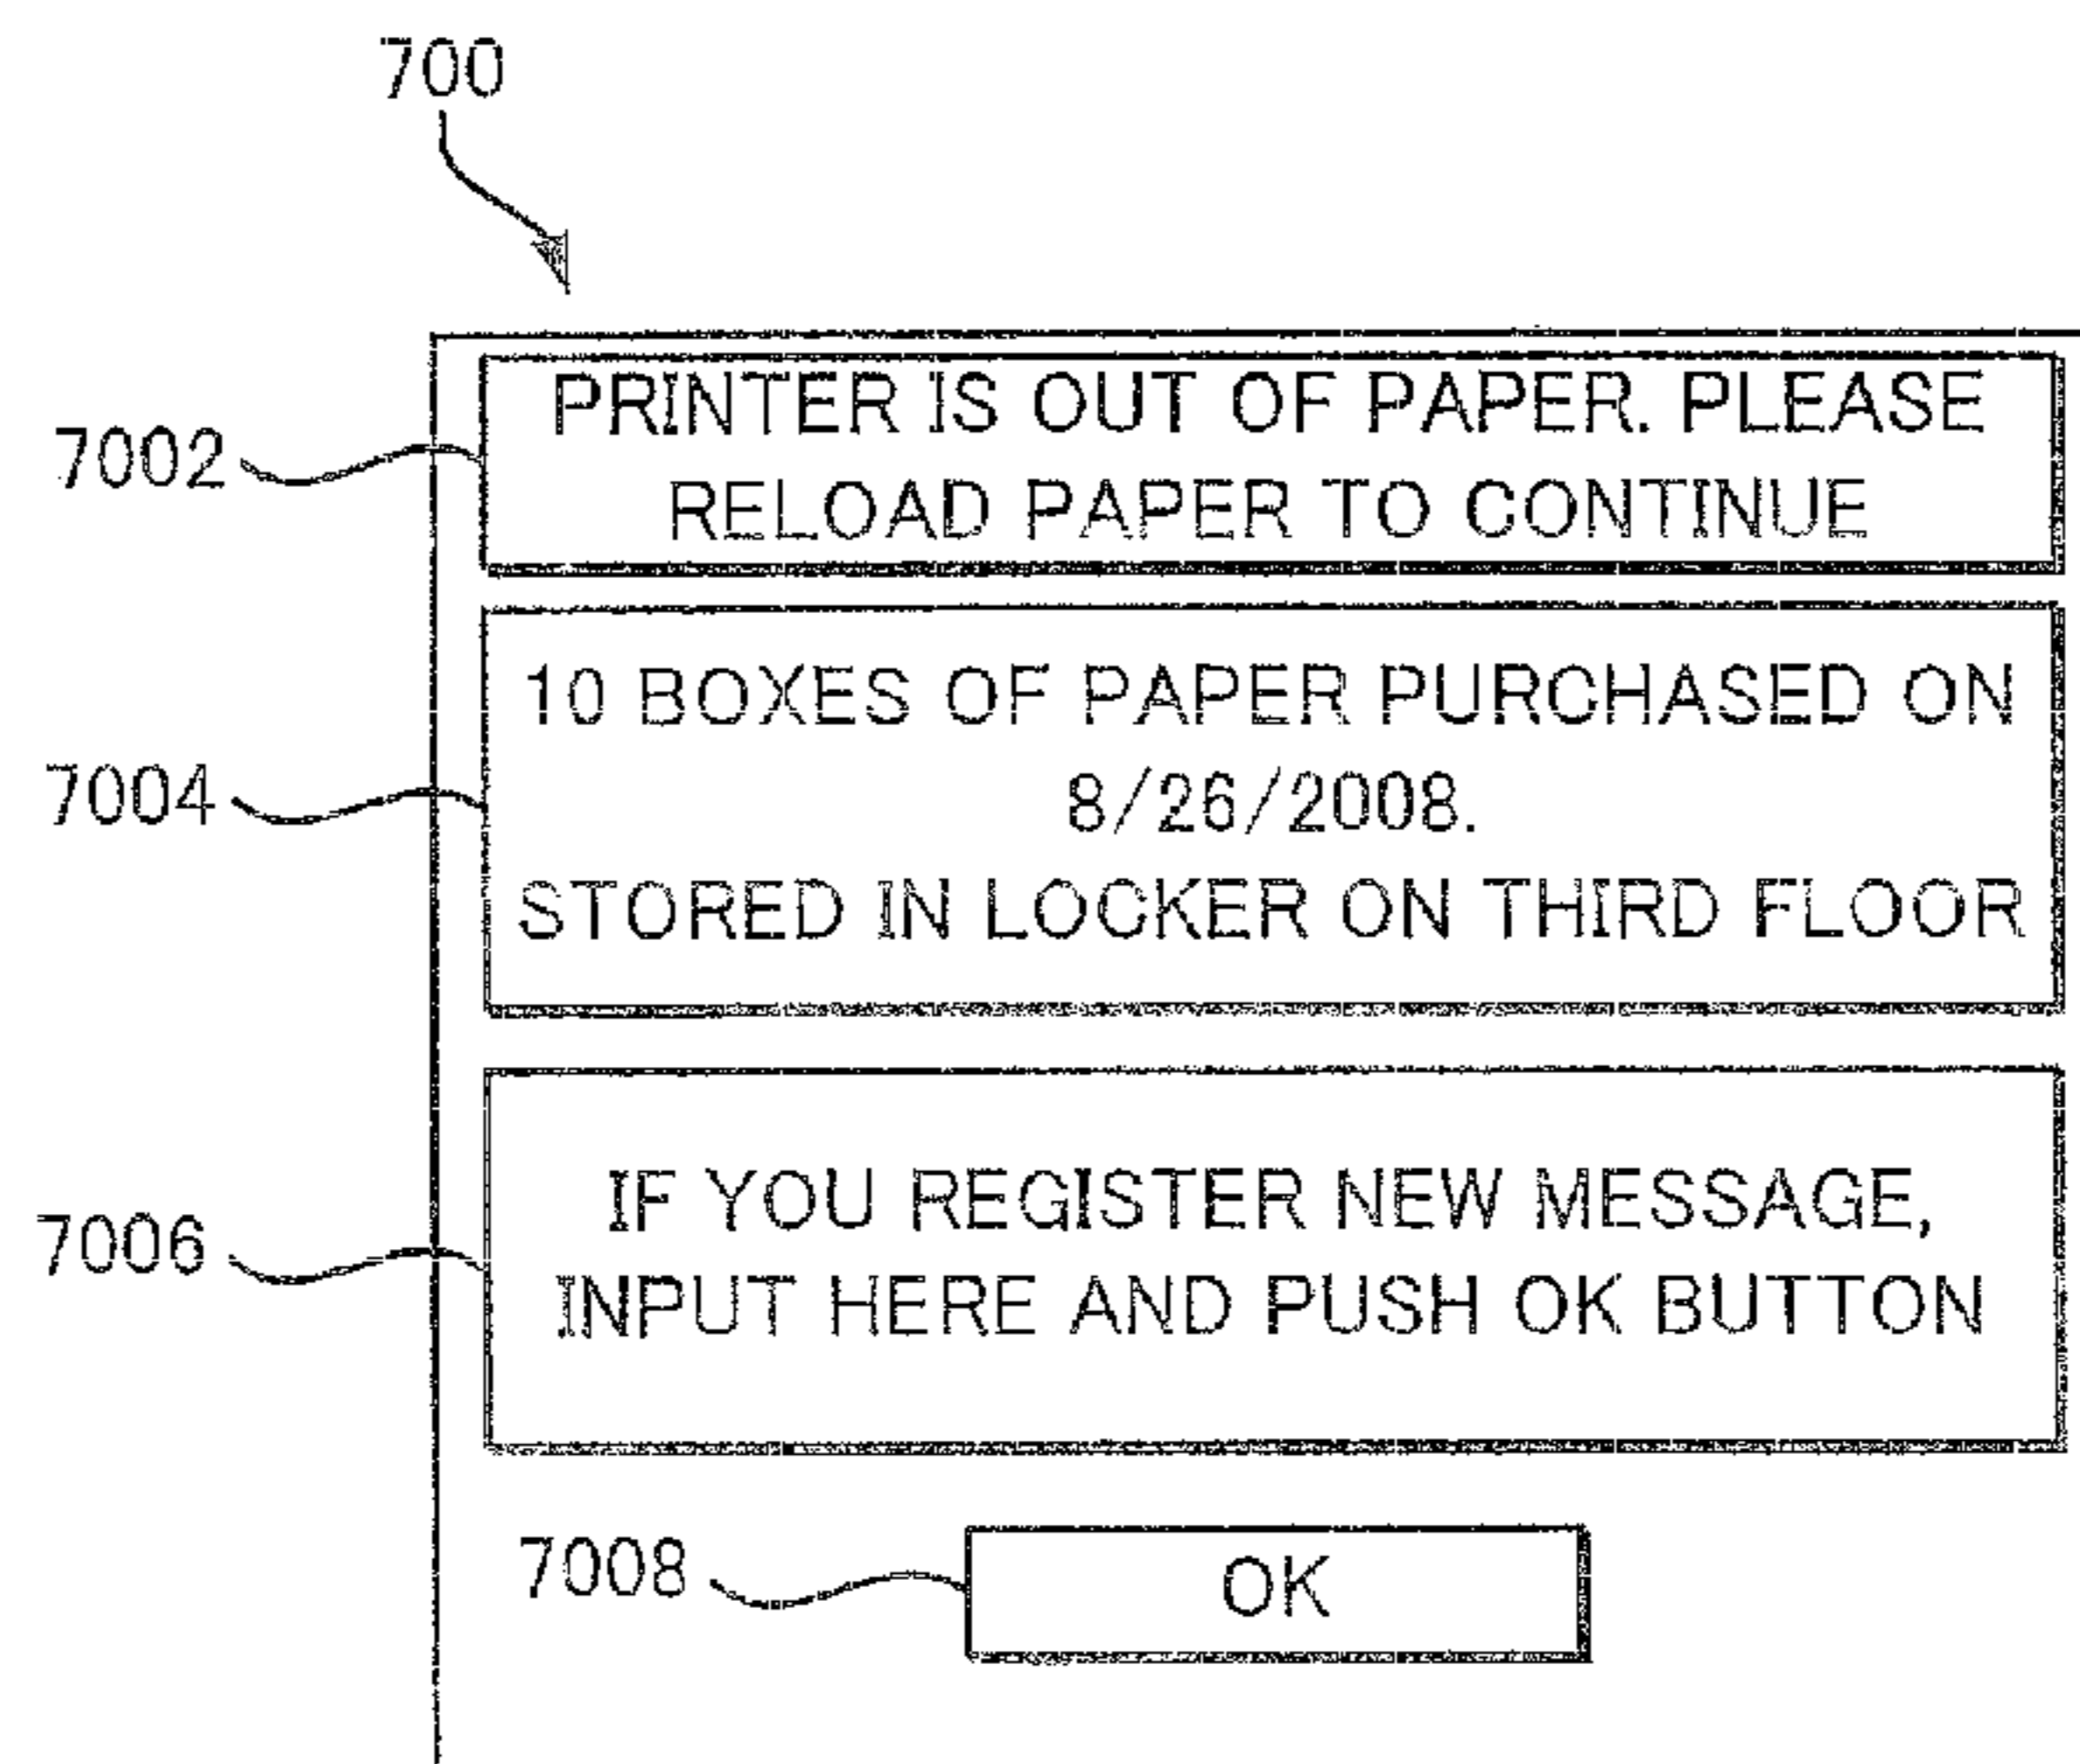 700
7002
PRINTER IS OUT OF PAPER. PLEASE
RELOAD PAPER TO CONTINUE
7004
10 BOXES OF PAPER PURCHASED ON
8/26/2008.
STORED IN LOCKER ON THIRD FLOOR
7006
IF YOU REGISTER NEW MESSAGE,
INPUT HERE AND PUSH OK BUTTON
7008
OK